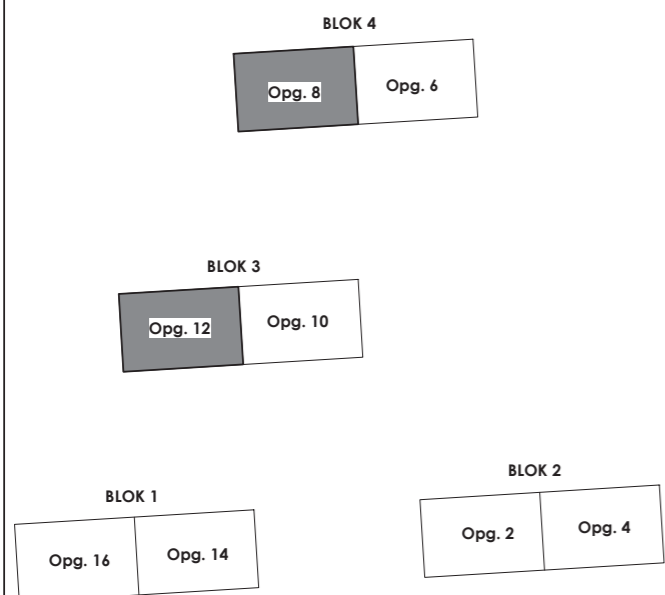 BLOK 4
Opg. 8
Opg. 6
BLOK 3
Opg. 12
Opg. 10
BLOK 1
Opg. 16
Opg. 14
BLOK 2
Opg. 2
Opg. 4